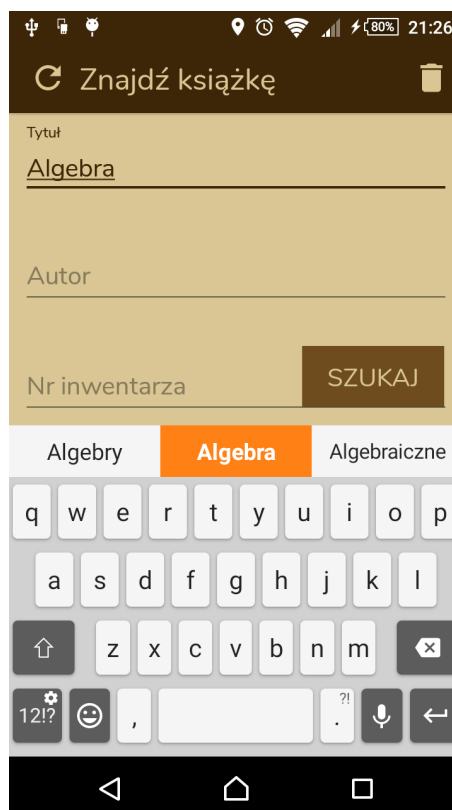 80% 21:26
Znajdź książkę
Tytuł
Algebra
Autor
Nr inwentarza SZUKAJ
Algebry Algebra Algebraiczne
q w e r t y u i o p
a s d f g h j k l
z x c v b n m
12!? , . ?!